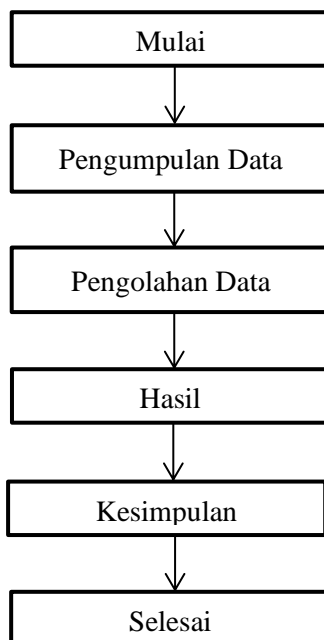 Mulai
Pengumpulan Data
Pengolahan Data
Hasil
Kesimpulan
Selesai